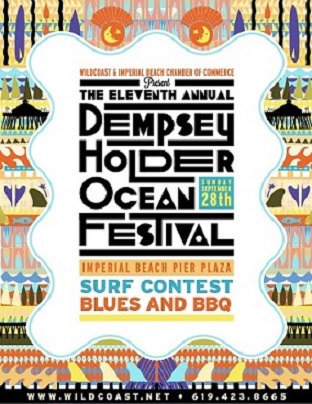 WILDCOAST & IMPERIAL BEACH CHAMBER OF COMMERCE
Present
THE ELEVENTH ANNUAL
DEMPSEY
HOLDER
OCEAN
SUNDAY
SEPTEMBER
28th
FESTIVAL
IMPERIAL BEACH PIER PLAZA
SURF CONTEST
BLUES AND BBQ
WWW.WILDCOAST.NET • 619.423.8665